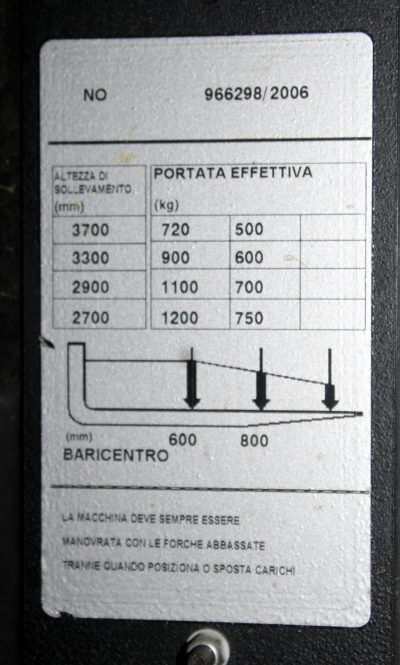 NO 966298/2006
ALTEZZA DI
SOLLEVAMENTO
(mm)
PORTATA EFFETTIVA
(kg)
3700 720 500
3300 900 600
2900 1100 700
2700 1200 750
(mm) 600 800
BARICENTRO
LA MACCHINA DEVE SEMPRE ESSERE
MANOVRATA CON LE FORCHE ABBASSATE
TRANNE QUANDO POSIZIONA O SPOSTA CARICHI